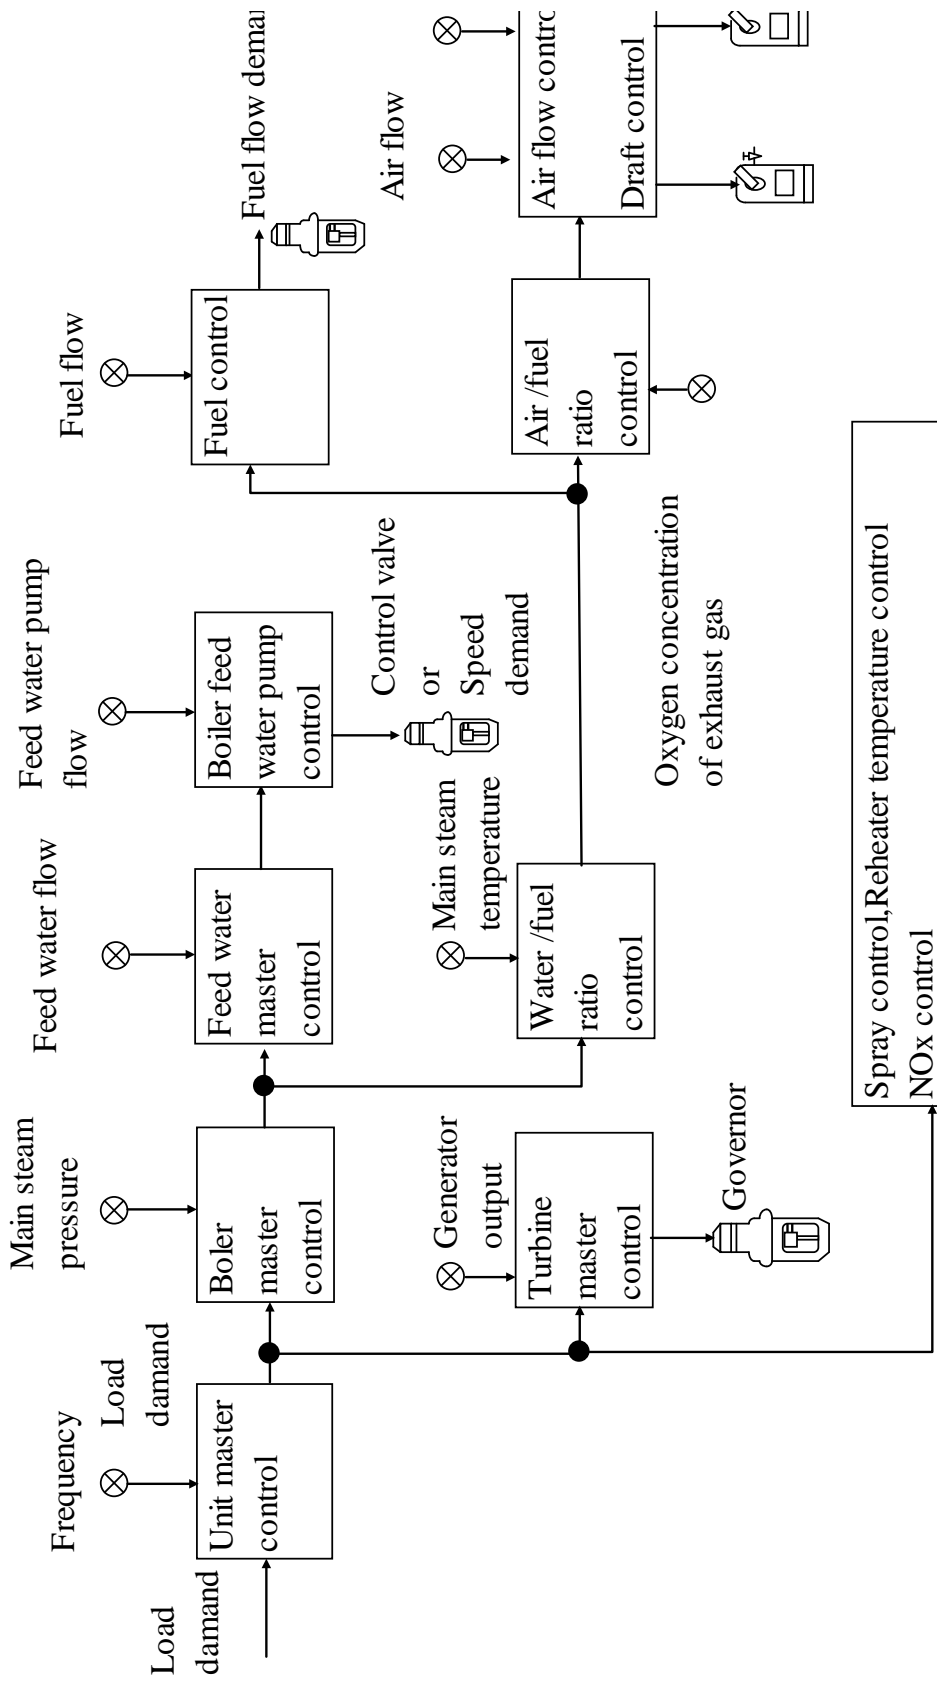 Load
damand
Frequency
Load
damand
Unit master
control
Main steam
pressure
Boler
master
control
Generator
output
Turbine
master
control
Governor
Feed water flow
Feed water
master
control
Main steam
temperature
Water /fuel
ratio
control
Feed water pump
flow
Boiler feed
water pump
control
Control valve
or
Speed
demand
Oxygen concentration
of exhaust gas
Fuel flow
Fuel control
Fuel flow
Air /fuel
ratio
control
Air flow
Air flow
Draft control
Spray control,Reheater temperature control
NOx control